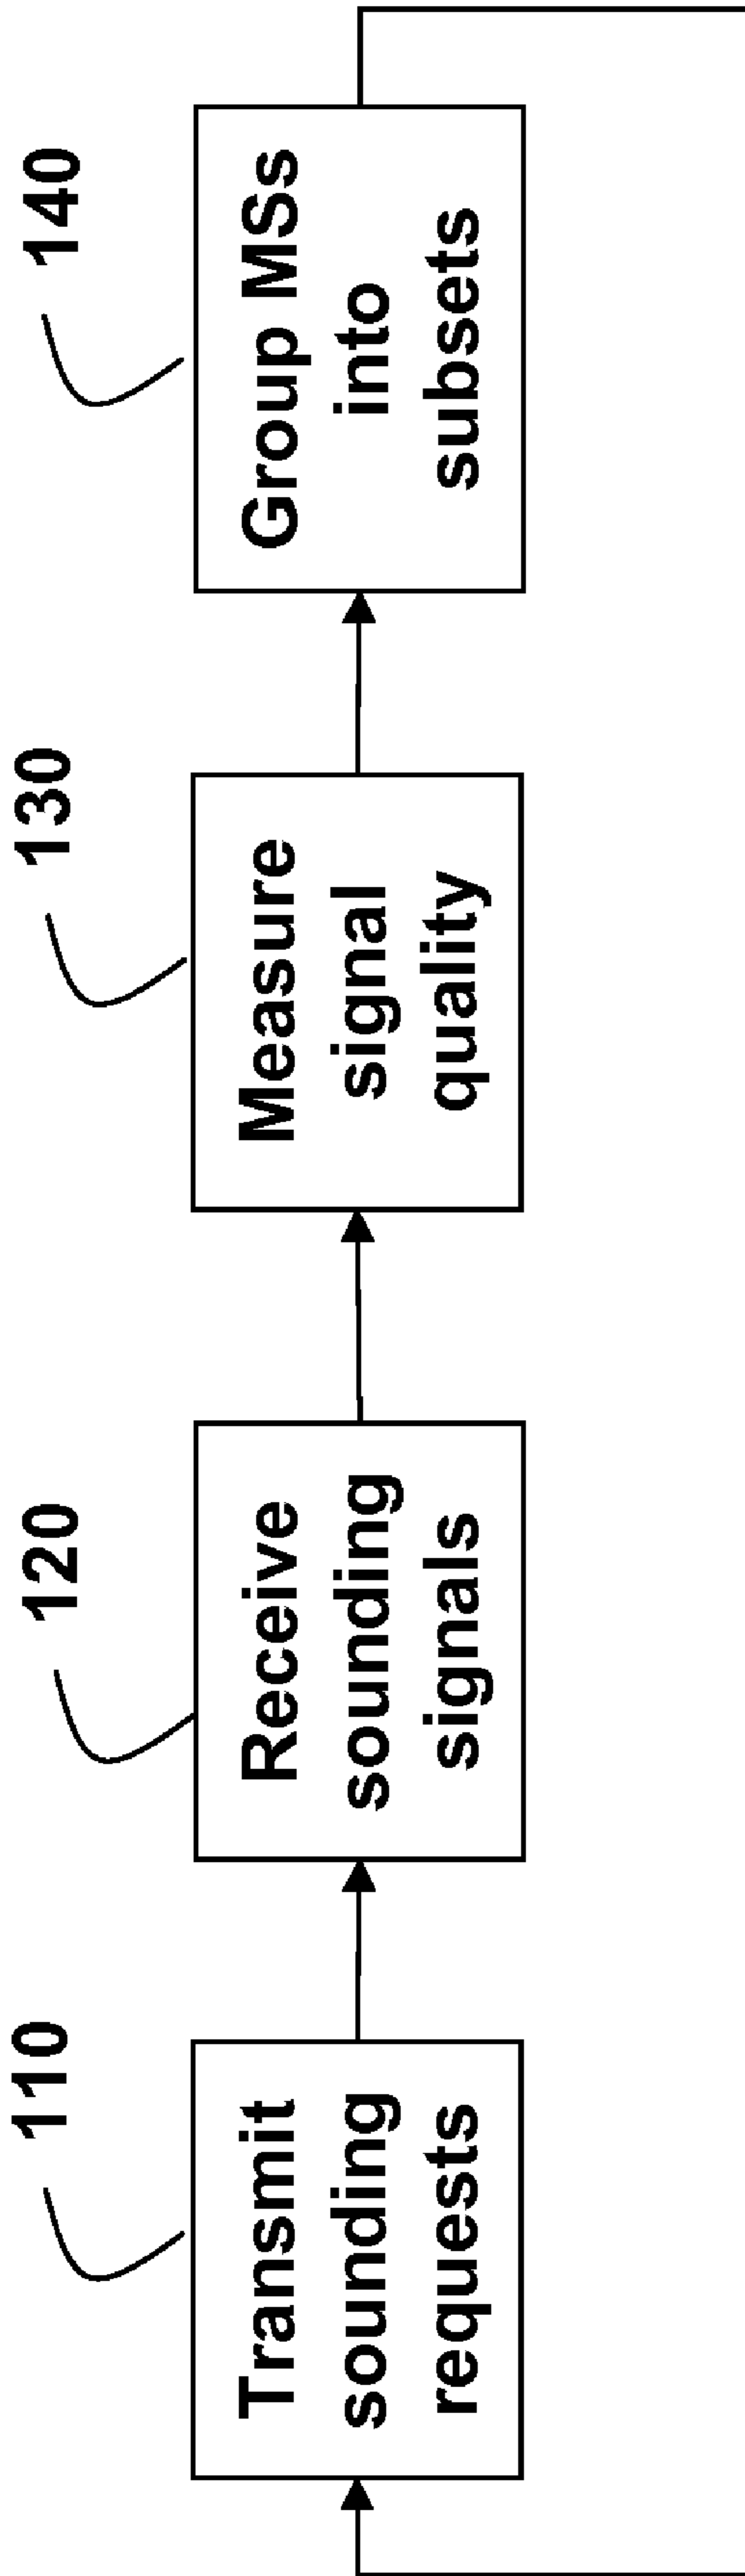 110
Transmit
sounding
requests
120
Receive
sounding
signals
130
Measure
signal
quality
140
Group MSs
into
subsets